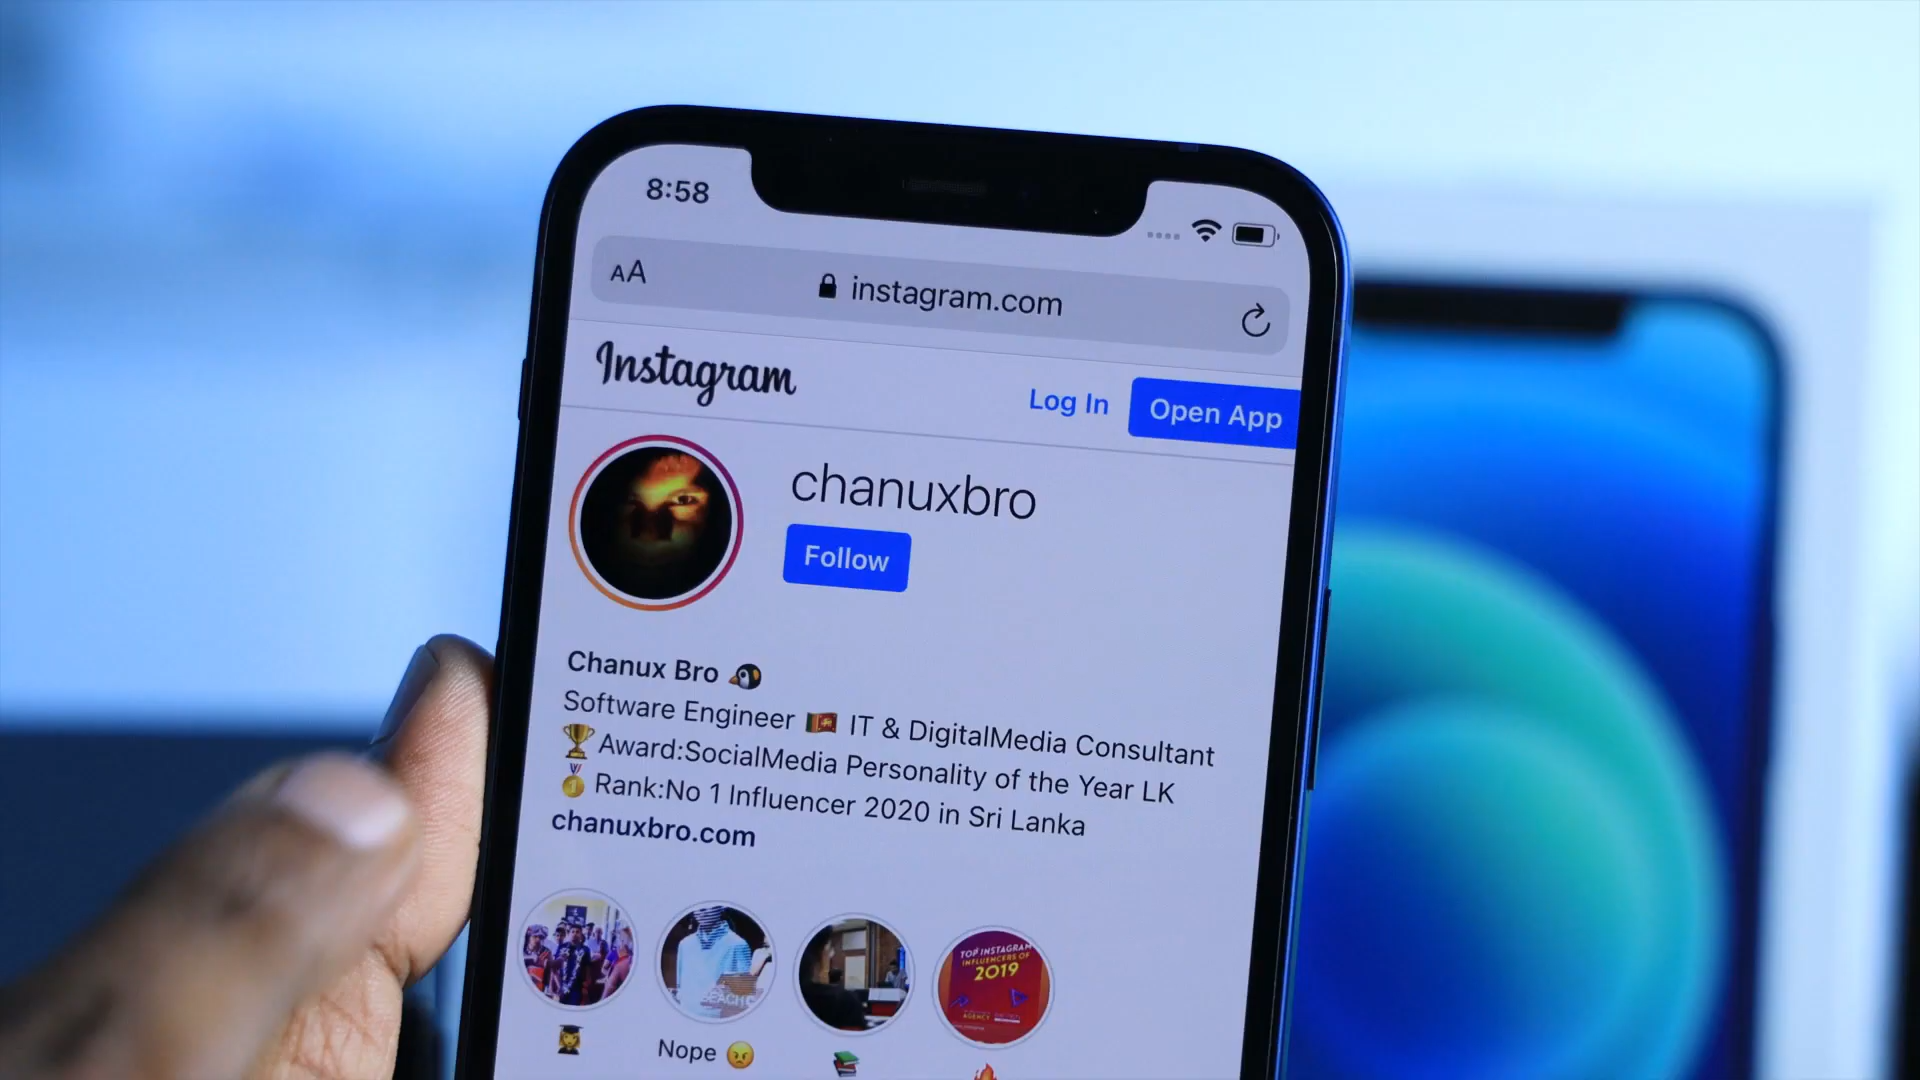 8:58
AA
instagram.com
Instagram
Log In
Open App
chanuxbro
Follow
Chanux Bro 🐧
Software Engineer 🇱🇰 IT & DigitalMedia Consultant
🏆 Award:SocialMedia Personality of the Year LK
🥇 Rank:No 1 Influencer 2020 in Sri Lanka
chanuxbro.com
BEACH
TOP INSTAGRAM
INFLUENCERS OF
2019
AGENCY
Nope 😠